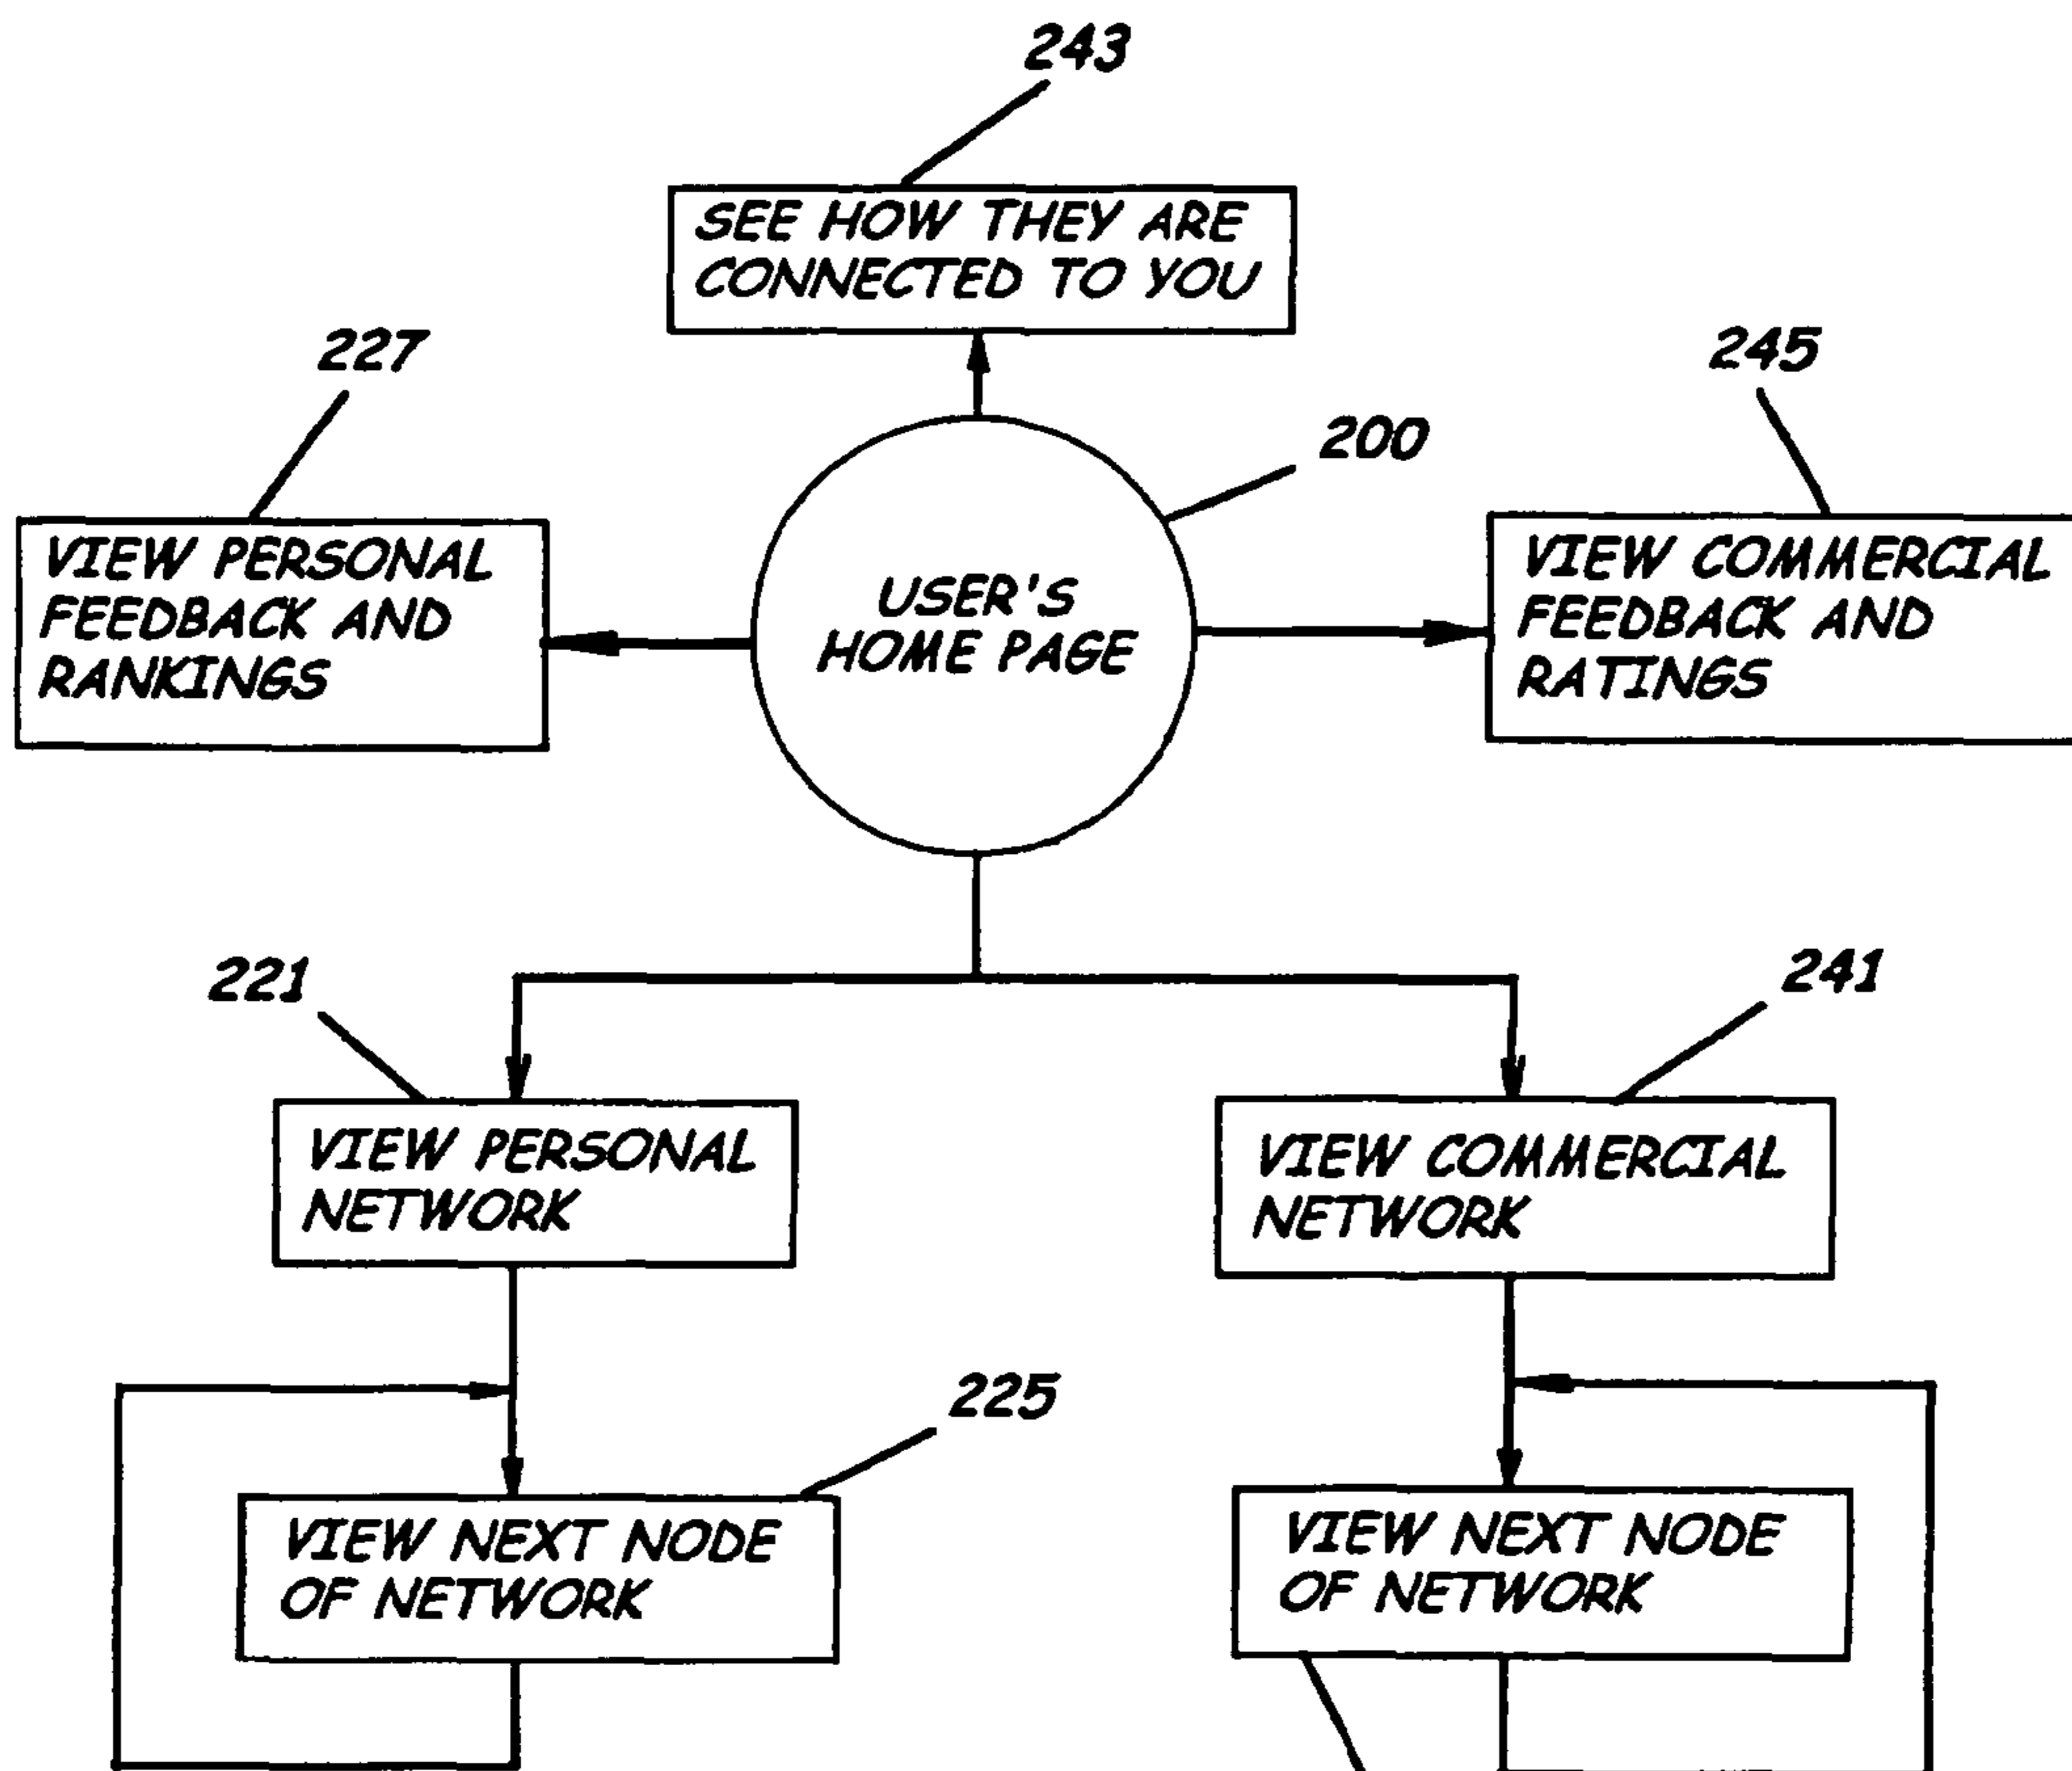 243
SEE HOW THEY ARE
CONNECTED TO YOU
227
245
200
VIEW PERSONAL
FEEDBACK AND
RANKINGS
USER'S
HOME PAGE
VIEW COMMERCIAL
FEEDBACK AND
RATINGS
221
241
VIEW PERSONAL
NETWORK
VIEW COMMERCIAL
NETWORK
225
VIEW NEXT NODE
OF NETWORK
VIEW NEXT NODE
OF NETWORK